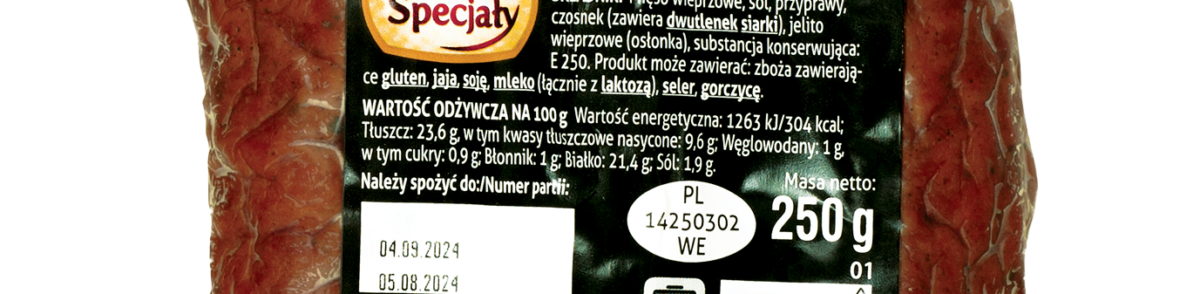 Specjały
wieprzowe, sól, przyprawy,
czosnek (zawiera dwutlenek siarki), jelito
wieprzowe (osłonka), substancja konserwująca:
E 250. Produkt może zawierać: zboża zawierają-
ce gluten, jaja, soję, mleko (łącznie z laktozą), seler, gorczycę.
WARTOŚĆ ODŻYWCZA NA 100 g Wartość energetyczna: 1263 kJ/304 kcal;
Tłuszcz: 23,6 g, w tym kwasy tłuszczowe nasycone: 9,6 g; Węglowodany: 1 g,
w tym cukry: 0,9 g; Błonnik: 1 g; Białko: 21,4 g; Sól: 1,9 g.
Należy spożyć do:/Numer partii:
04.09.2024
05.08.2024
PL
14250302
WE
Masa netto:
250 g
01